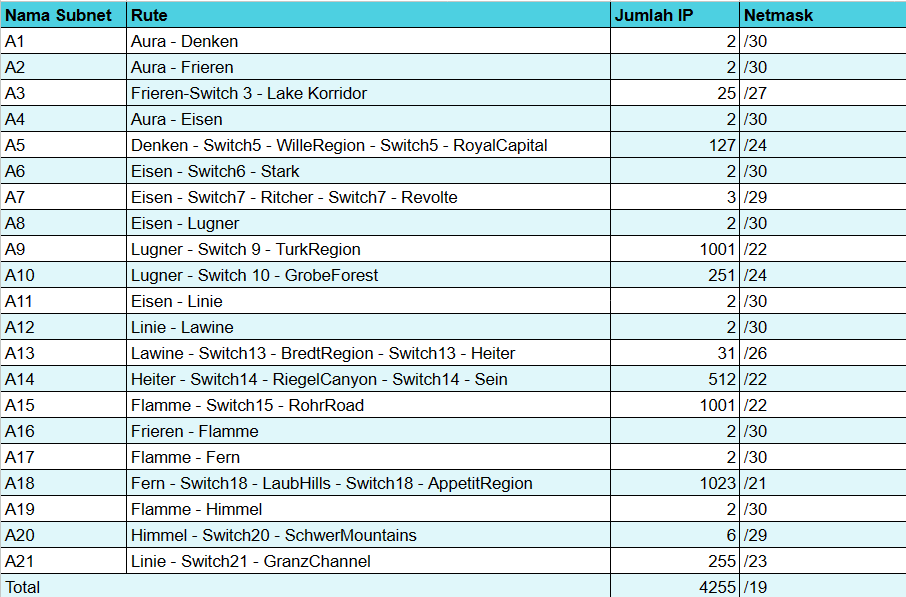 Nama Subnet Rute Jumlah IP Netmask
A1 Aura - Denken 2 /30
A2 Aura - Frieren 2 /30
A3 Frieren-Switch 3 - Lake Korridor 25 /27
A4 Aura - Eisen 2 /30
A5 Denken - Switch5 - WilleRegion - Switch5 - RoyalCapital 127 /24
A6 Eisen - Switch6 - Stark 2 /30
A7 Eisen - Switch7 - Ritcher - Switch7 - Revolte 3 /29
A8 Eisen - Lugner 2 /30
A9 Lugner - Switch 9 - TurkRegion 1001 /22
A10 Lugner - Switch 10 - GrobeForest 251 /24
A11 Eisen - Linie 2 /30
A12 Linie - Lawine 2 /30
A13 Lawine - Switch13 - BredtRegion - Switch13 - Heiter 31 /26
A14 Heiter - Switch14 - RiegelCanyon - Switch14 - Sein 512 /22
A15 Flamme - Switch15 - RohrRoad 1001 /22
A16 Frieren - Flamme 2 /30
A17 Flamme - Fern 2 /30
A18 Fern - Switch18 - LaubHills - Switch18 - AppetitRegion 1023 /21
A19 Flamme - Himmel 2 /30
A20 Himmel - Switch20 - SchwerMountains 6 /29
A21 Linie - Switch21 - GranzChannel 255 /23
Total 4255 /19